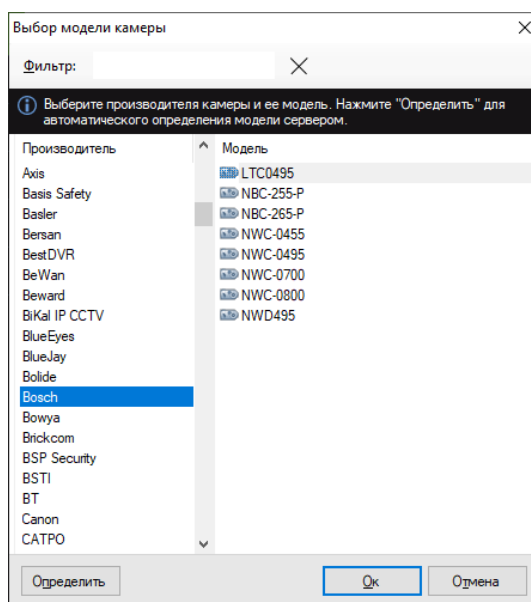 Выбор модели камеры
Фильтр:
Выберите производителя камеры и ее модель. Нажмите "Определить" для
автоматического определения модели сервером.
Производитель
Axis
Basis Safety
Basler
Bersan
BestDVR
BeWan
Beward
BiKal IP CCTV
BlueEyes
BlueJay
Bolide
Bosch
Bowya
Brickcom
BSP Security
BSTI
BT
Canon
CATPO
Модель
LTC0495
NBC-255-P
NBC-265-P
NWC-0455
NWC-0495
NWC-0700
NWC-0800
NWD495
Определить
Ок
Отмена